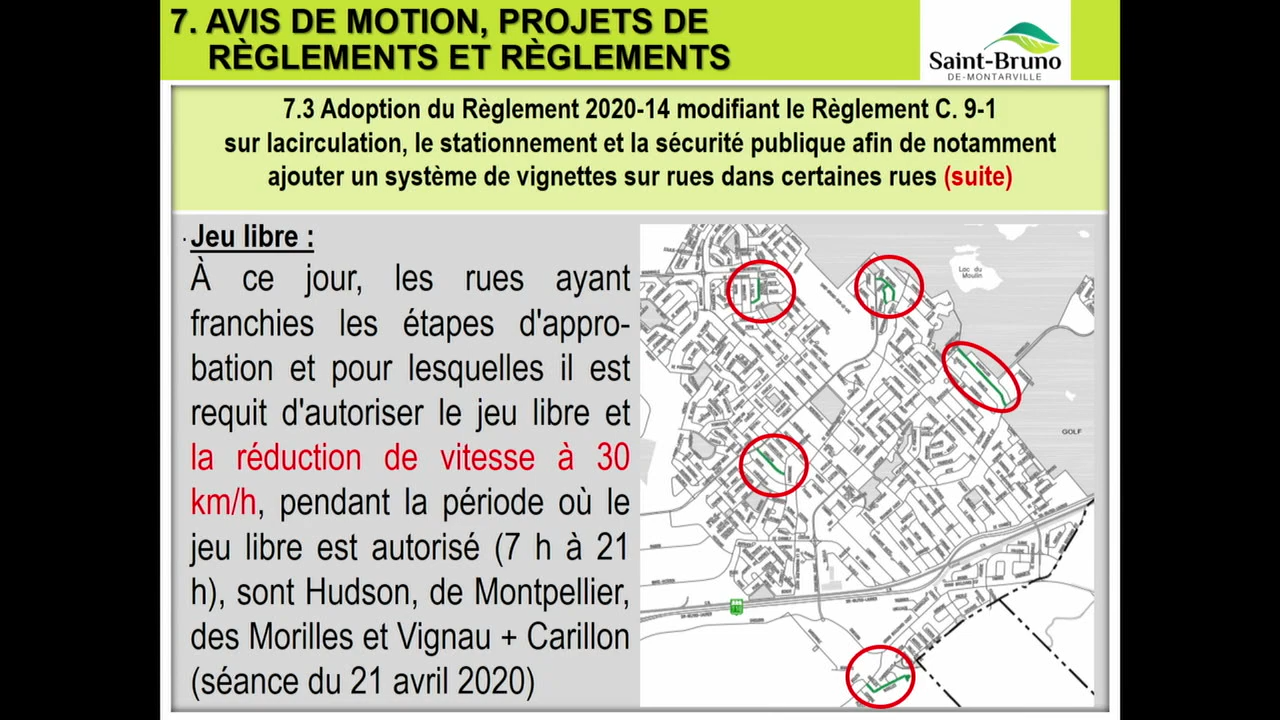 7. AVIS DE MOTION, PROJETS DE
RÈGLEMENTS ET RÈGLEMENTS
Saint-Bruno
DE-MONTARVILLE
7.3 Adoption du Règlement 2020-14 modifiant le Règlement C. 9-1
sur lacirculation, le stationnement et la sécurité publique afin de notamment
ajouter un système de vignettes sur rues dans certaines rues (suite)
Jeu libre :
À ce jour, les rues ayant
franchies les étapes d'appro-
bation et pour lesquelles il est
requit d'autoriser le jeu libre et
la réduction de vitesse à 30
km/h, pendant la période où le
jeu libre est autorisé (7 h à 21
h), sont Hudson, de Montpellier,
des Morilles et Vignau + Carillon
(séance du 21 avril 2020)
Lac du
Moulin
GOLF